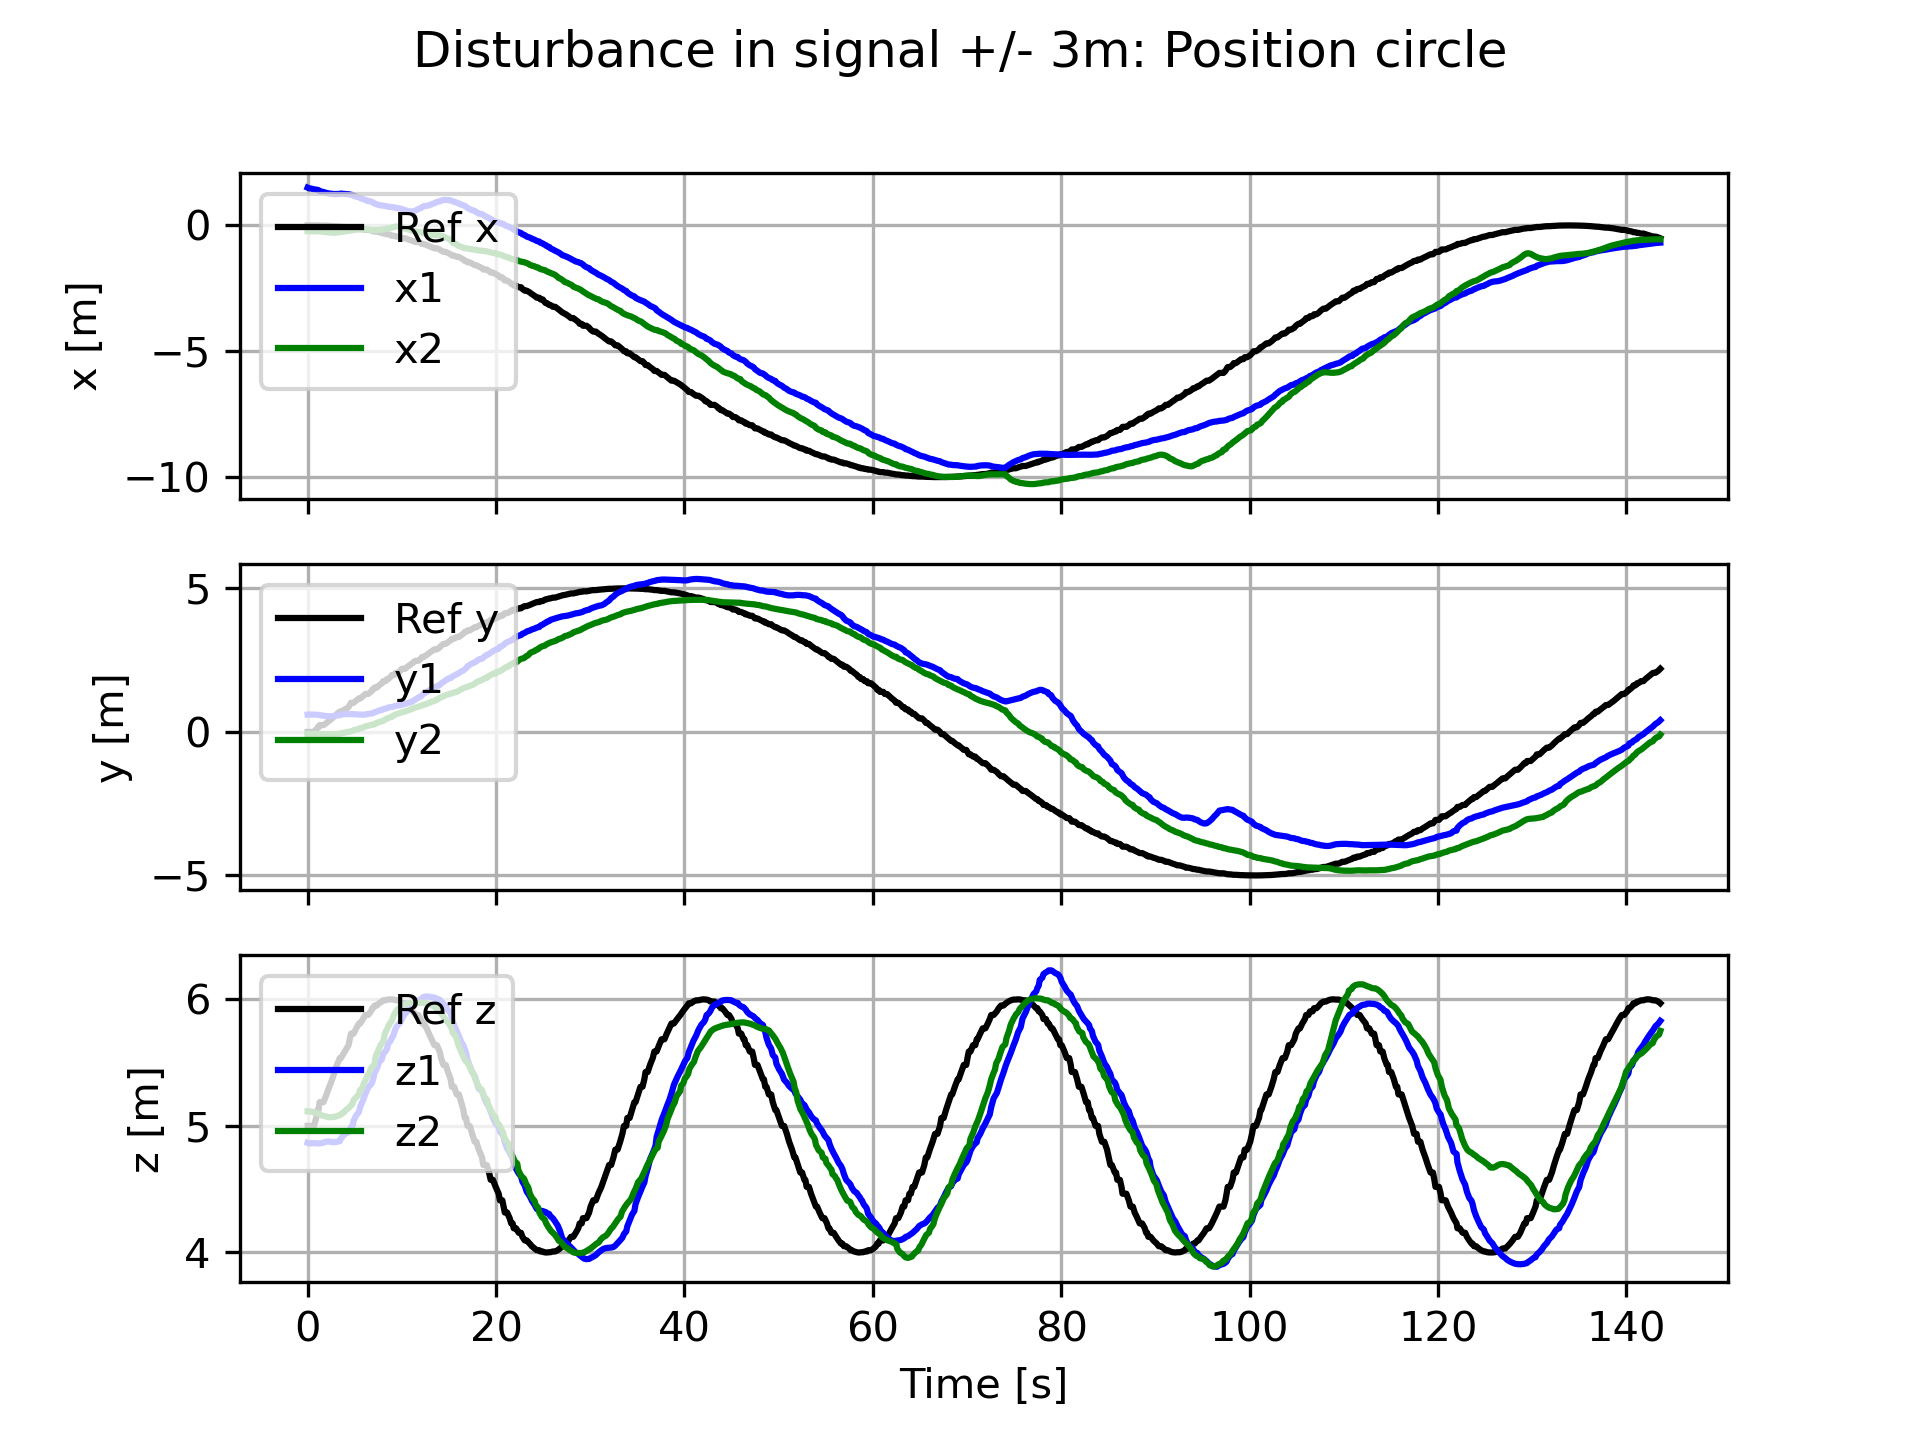 Disturbance in signal +/- 3m: Position circle
x [m]
0
−5
−10
Ref x
x1
x2
y [m]
5
0
−5
Ref y
y1
y2
z [m]
6
5
4
Ref z
z1
z2
0 20 40 60 80 100 120 140
Time [s]